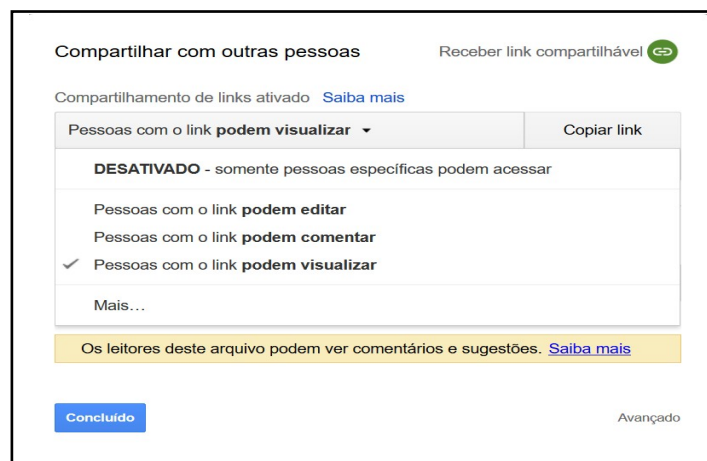 Compartilhar com outras pessoas
Receber link compartilhável
Compartilhamento de links ativado Saiba mais
Pessoas com o link podem visualizar
Copiar link
DESATIVADO - somente pessoas específicas podem acessar
Pessoas com o link podem editar
Pessoas com o link podem comentar
Pessoas com o link podem visualizar
Mais...
Os leitores deste arquivo podem ver comentários e sugestões. Saiba mais
Concluído
Avançado